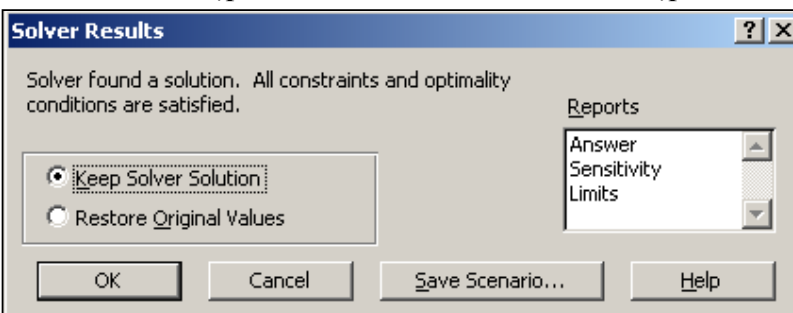 Solver Results
Solver found a solution. All constraints and optimality
conditions are satisfied.
Reports
Answer
Sensitivity
Limits
Keep Solver Solution
Restore Original Values
OK Cancel Save Scenario... Help